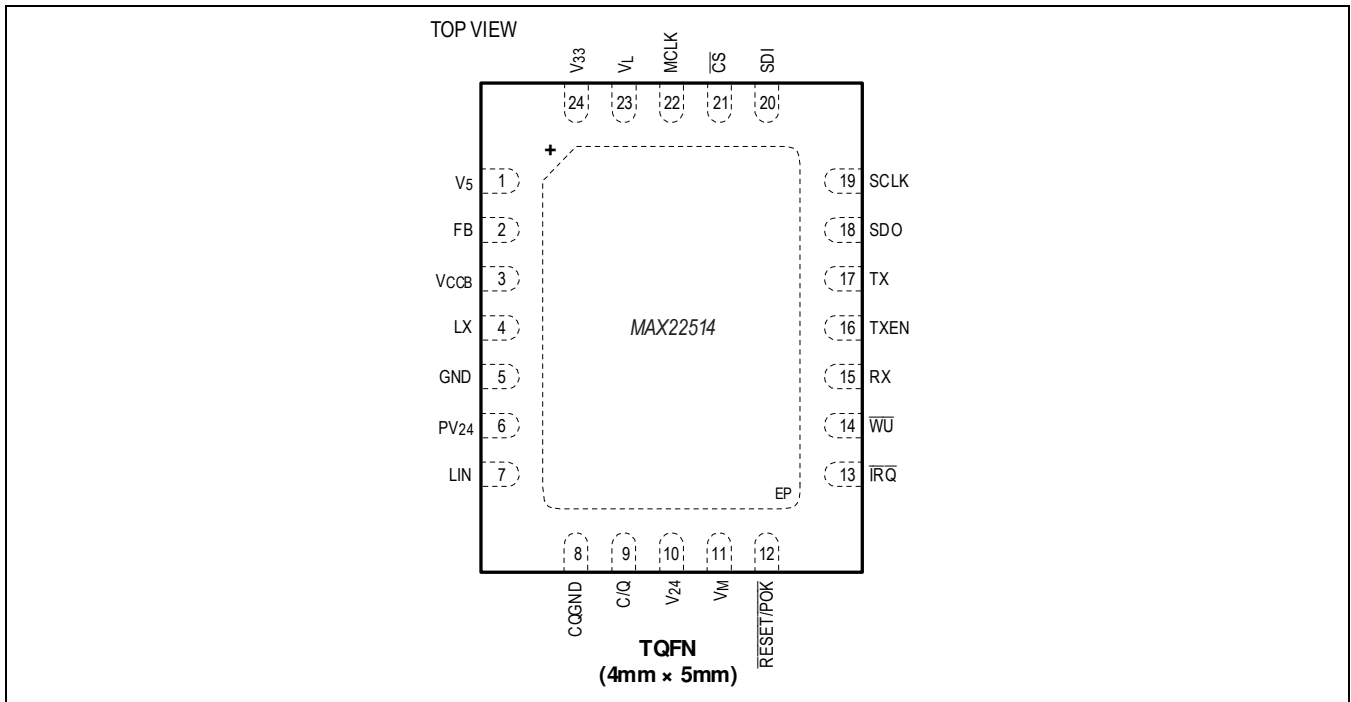 TOP VIEW
V33
VL
MCLK
CS
SDI
24
23
22
21
20
+
V5 1
FB 2
VCCB 3
LX 4
GND 5
PV24 6
LIN 7
MAX22514
19 SCLK
18 SDO
17 TX
16 TXEN
15 RX
14 WU
13 IRQ
EP
8
9
10
11
12
CQGND
C/Q
V24
VM
RESET/POK
TQFN
(4mm × 5mm)